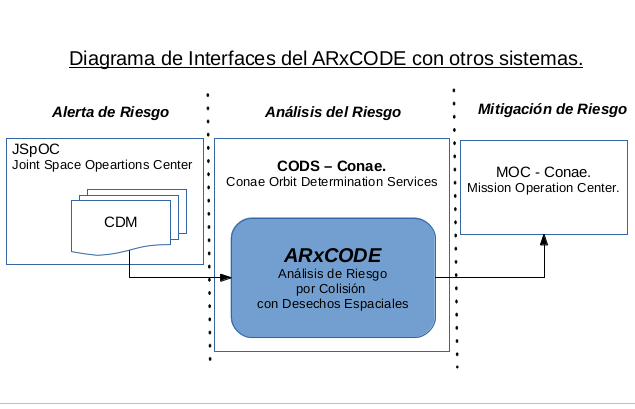 Diagrama de Interfaces del ARxCODE con otros sistemas.
Alerta de Riesgo
Análisis del Riesgo
Mitigación de Riesgo
JSpOC
Joint Space Opeartions Center
CDM
CODS – Conae.
Conae Orbit Determination Services
ARxCODE
Análisis de Riesgo
por Colisión
con Desechos Espaciales
MOC - Conae.
Mission Operation Center.